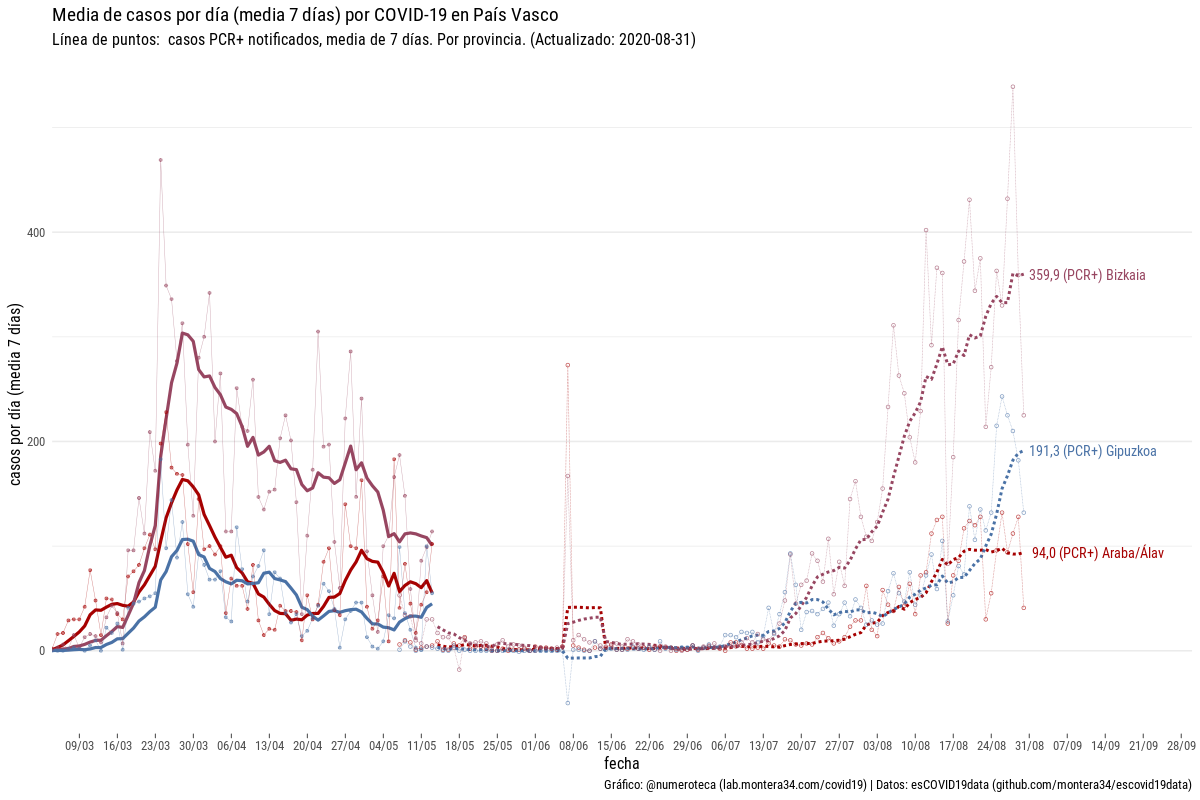 Media de casos por día (media 7 días) por COVID-19 en País Vasco
Línea de puntos:  casos PCR+ notificados, media de 7 días. Por provincia. (Actualizado: 2020-08-31)
casos por día (media 7 días)
400
200
0
359,9 (PCR+) Bizkaia
191,3 (PCR+) Gipuzkoa
94,0 (PCR+) Araba/Álav
09/03 16/03 23/03 30/03 06/04 13/04 20/04 27/04 04/05 11/05 18/05 25/05 01/06 08/06 15/06 22/06 29/06 06/07 13/07 20/07 27/07 03/08 10/08 17/08 24/08 31/08 07/09 14/09 21/09 28/09
fecha
Gráfico: @numeroteca (lab.montera34.com/covid19) | Datos: esCOVID19data (github.com/montera34/escovid19data)